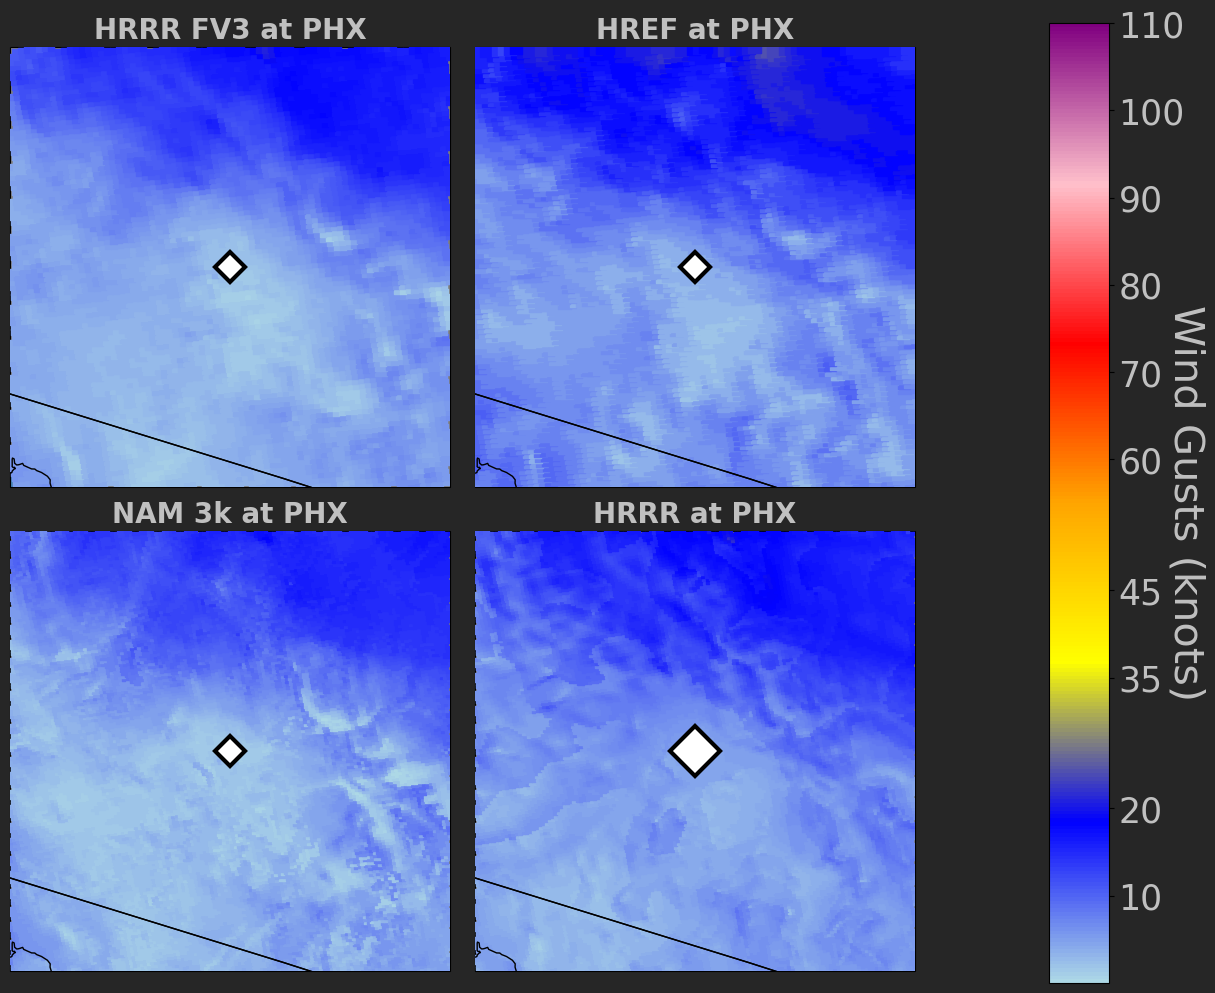 HRRR FV3 at PHX
HREF at PHX
NAM 3k at PHX
HRRR at PHX
110
100
90
80
70
60
45
35
20
10
Wind Gusts (knots)